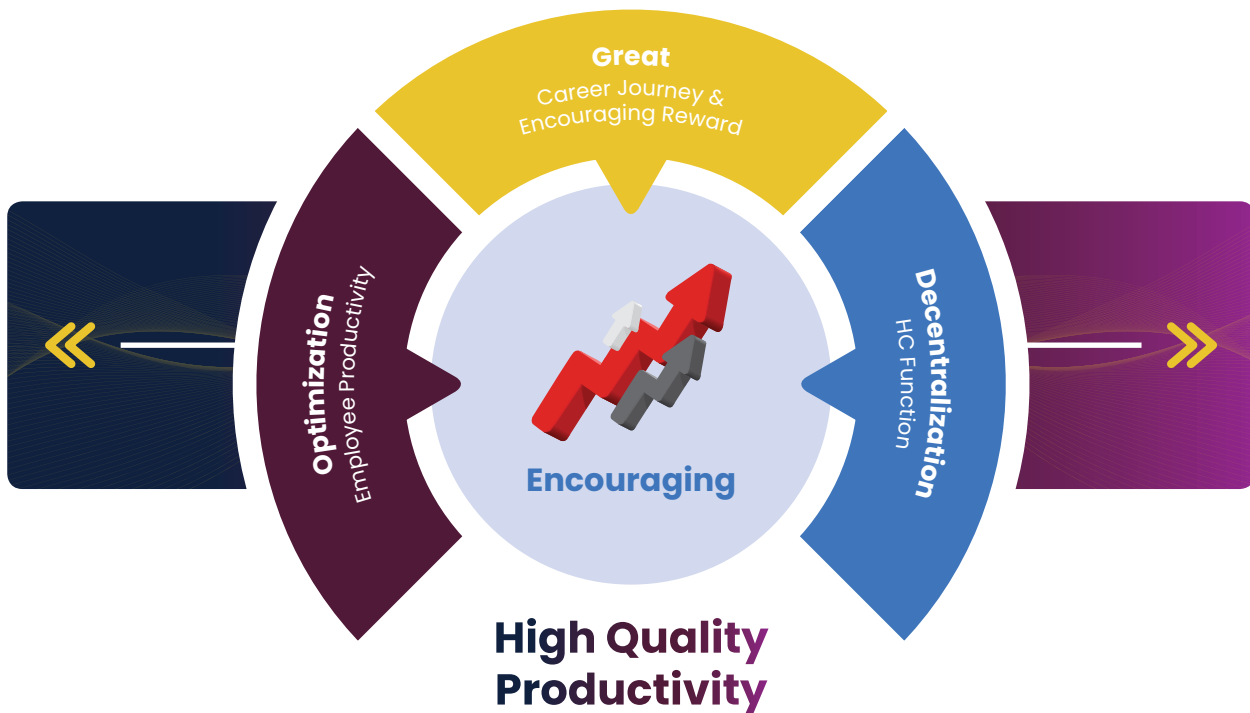 Great
Career Journey &
Encouraging Reward
Optimization
Employee Productivity
Decentralization
HC Function
Encouraging
High Quality
Productivity